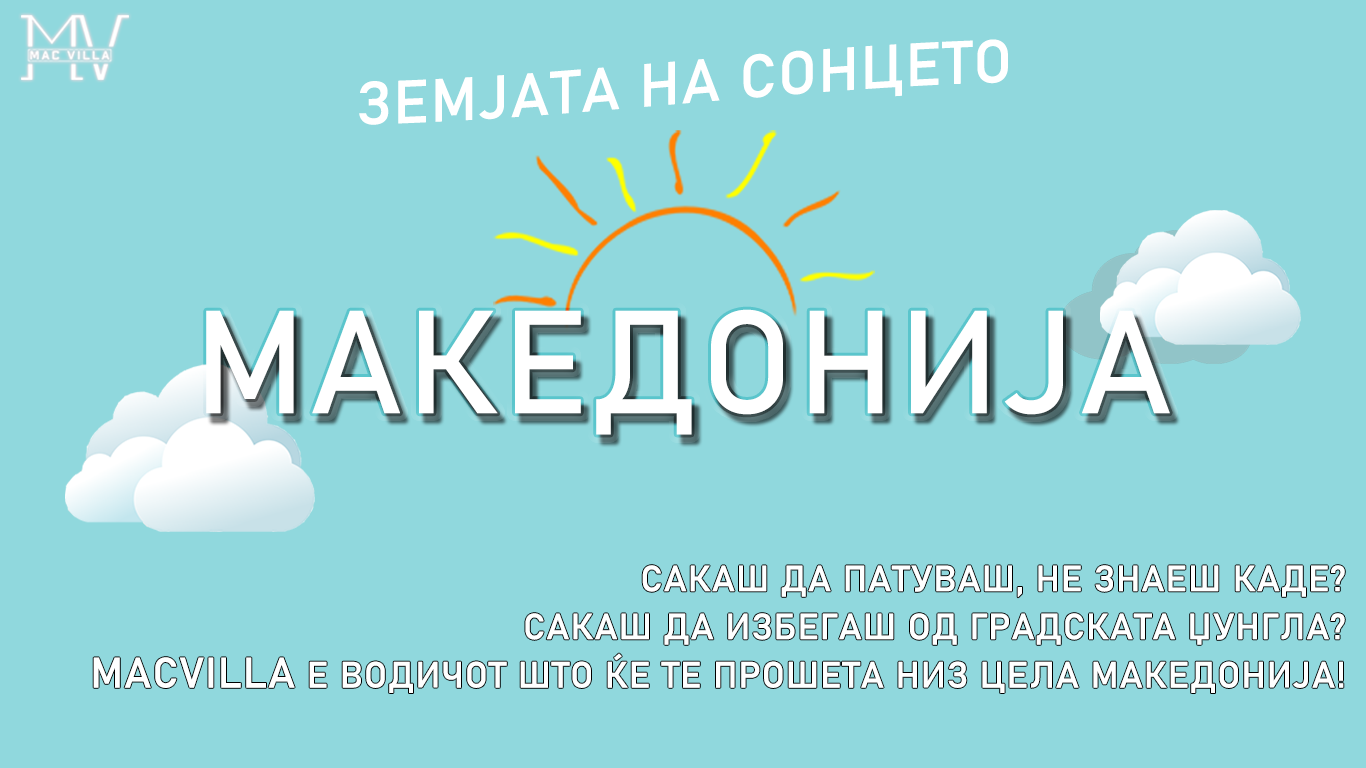 MV
MAC VILLA
ЗЕМЈАТА НА СОНЦЕТО
МАКЕДОНИЈА
САКАШ ДА ПАТУВАШ, НЕ ЗНАЕШ КАДЕ?
САКАШ ДА ИЗБЕГАШ ОД ГРАДСКАТА ЏУНГЛА?
MACVILLA Е ВОДИЧОТ ШТО ЌЕ ТЕ ПРОШЕТА НИЗ ЦЕЛА МАКЕДОНИЈА!